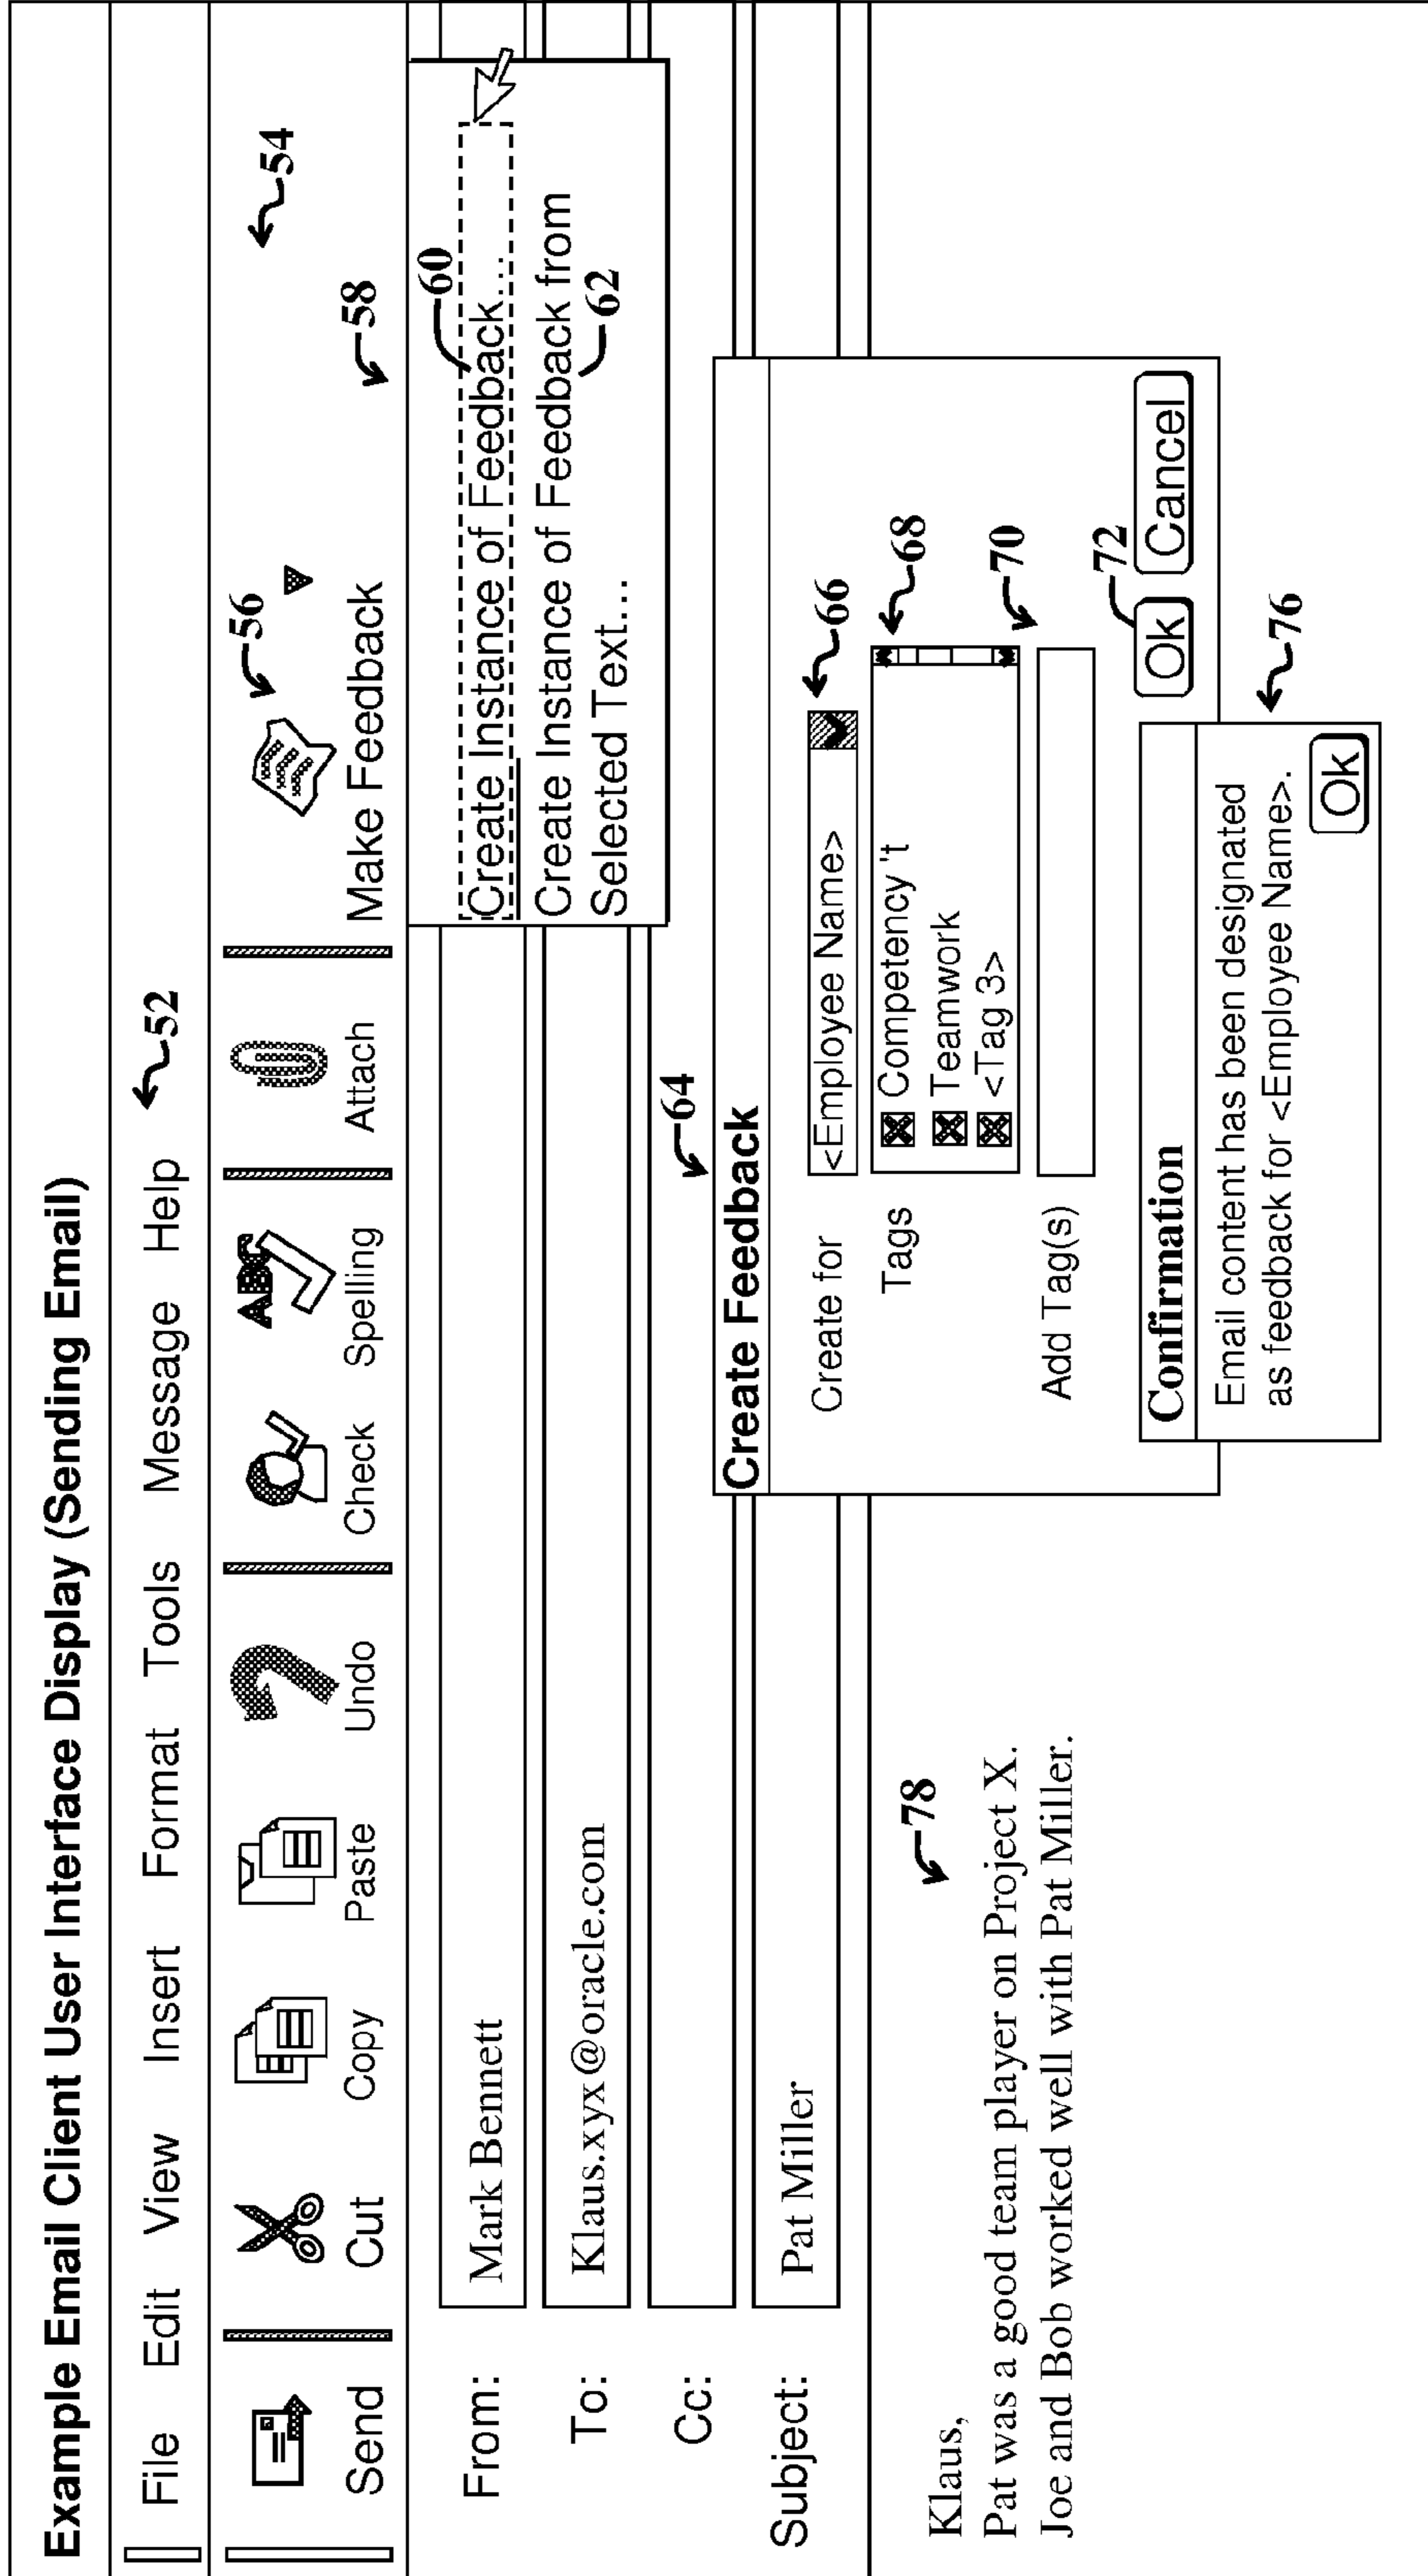 Example Email Client User Interface Display (Sending Email)
File Edit View Insert Format Tools Message Help
52
54
56
ABC
Send Cut Copy Paste Undo Check Spelling Attach Make Feedback
58
60
From: Mark Bennett
Create Instance of Feedback...
To: Klaus.xyx@oracle.com
Create Instance of Feedback from
Selected Text...
62
Cc:
64
Subject: Pat Miller
Create Feedback
Create for <Employee Name>
66
Tags
Competency 't
Teamwork
<Tag 3>
68
70
Add Tag(s)
72
Ok Cancel
78
Klaus,
Pat was a good team player on Project X.
Joe and Bob worked well with Pat Miller.
Confirmation
76
Email content has been designated
as feedback for <Employee Name>.
Ok